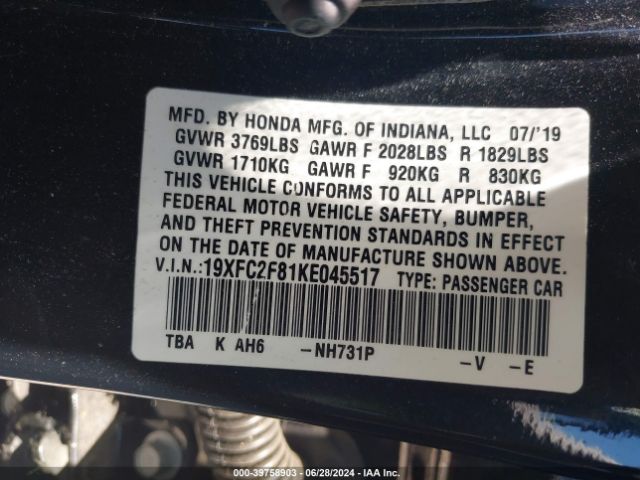 MFD. BY HONDA MFG. OF INDIANA, LLC 07/'19
GVWR 3769LBS GAWR F 2028LBS R 1829LBS
GVWR 1710KG GAWR F 920KG R 830KG
THIS VEHICLE CONFORMS TO ALL APPLICABLE
FEDERAL MOTOR VEHICLE SAFETY, BUMPER,
AND THEFT PREVENTION STANDARDS IN EFFECT
ON THE DATE OF MANUFACTURE SHOWN ABOVE.
V.I.N.:19XFC2F81KE045517 TYPE: PASSENGER CAR
TBA K AH6 -NH731P -V -E
000-39758903 - 06/28/2024 - IAA Inc.